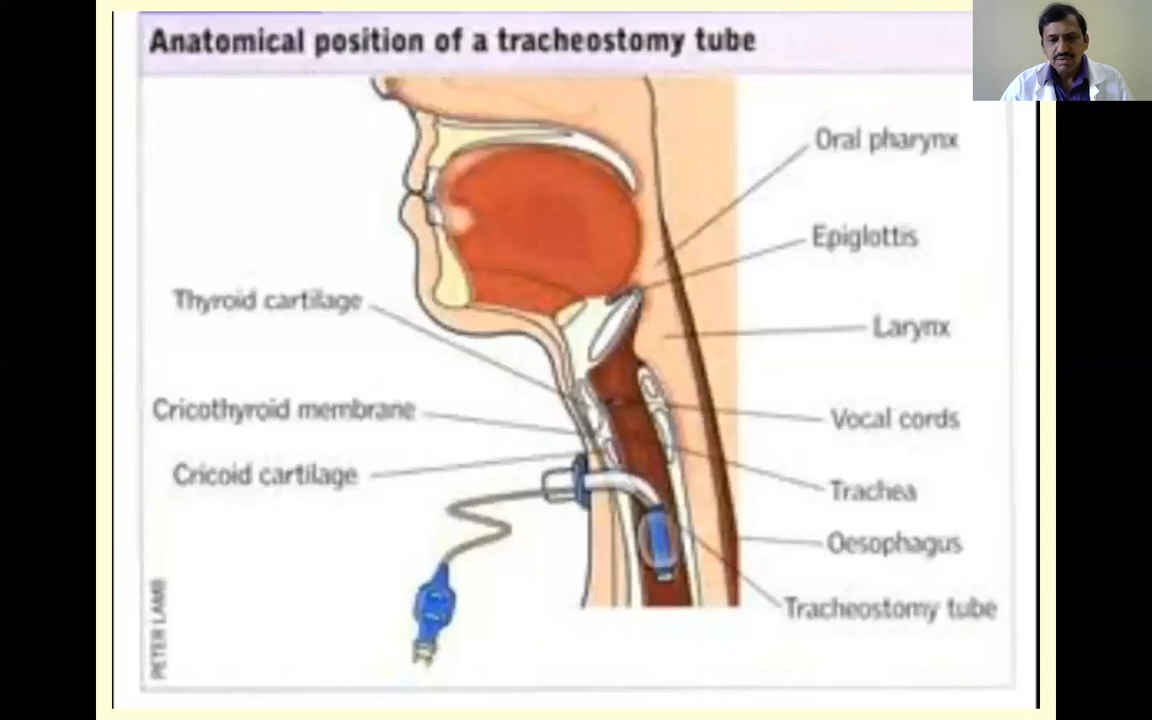 Anatomical position of a tracheostomy tube
Oral pharynx
Epiglottis
Thyroid cartilage
Larynx
Cricothyroid membrane
Vocal cords
Cricoid cartilage
Trachea
Oesophagus
Tracheostomy tube
PETER LAMB